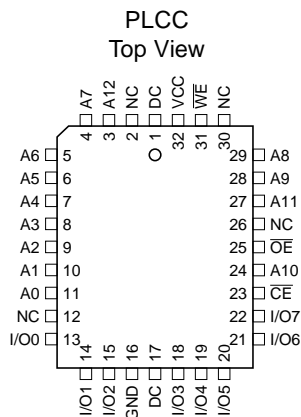 PLCC
Top View
A7
A12
NC
DC
VCC
WE
NC
4
3
2
1
32
31
30
A6 5
A5 6
A4 7
A3 8
A2 9
A1 10
A0 11
NC 12
I/O0 13
29 A8
28 A9
27 A11
26 NC
25 OE
24 A10
23 CE
22 I/O7
21 I/O6
14
15
16
17
18
19
20
I/O1
I/O2
GND
DC
I/O3
I/O4
I/O5